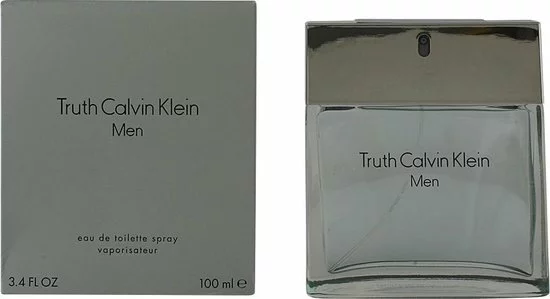 Truth Calvin Klein
Men
eau de toilette spray
vaporisateur
3.4 FL OZ 100 ml ℮
Truth Calvin Klein
Men